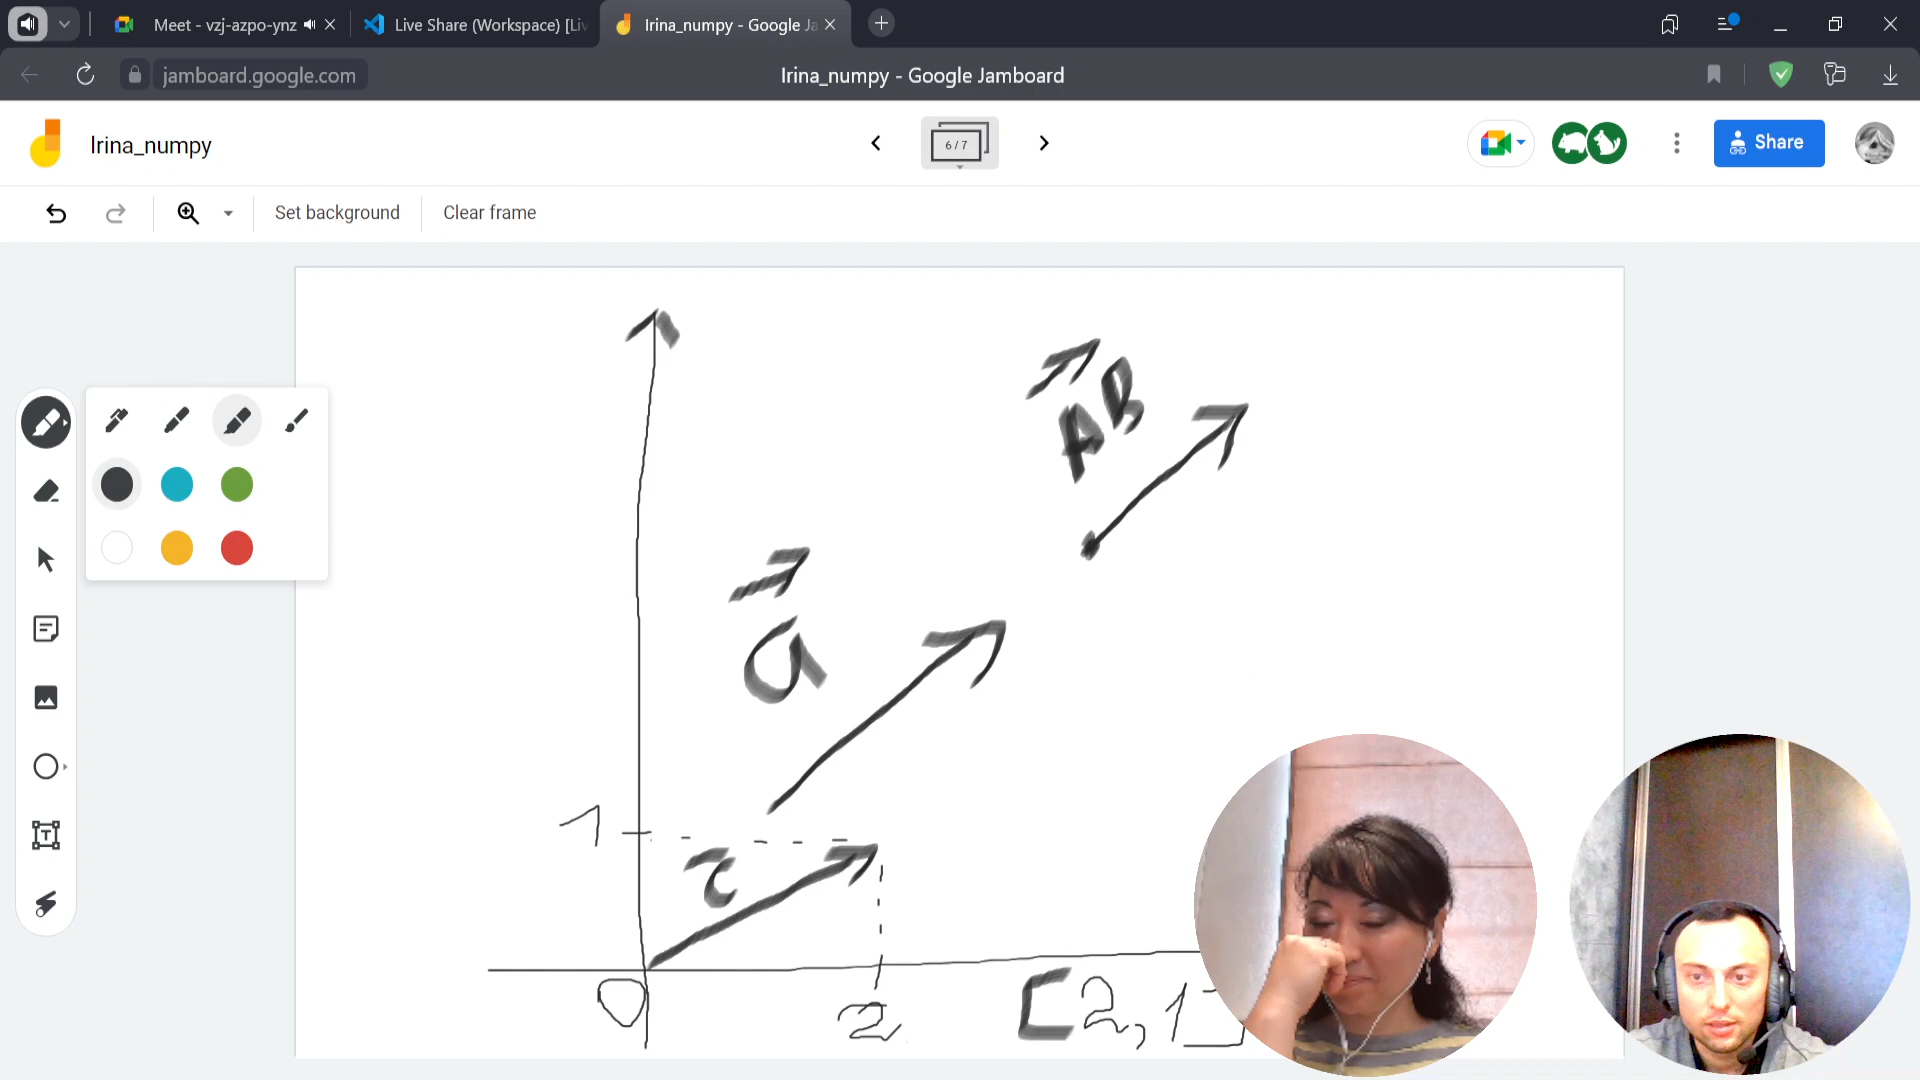 Meet - vzj-azpo-ynz
Live Share (Workspace) [Liv
Irina_numpy - Google Ja
jamboard.google.com
Irina_numpy - Google Jamboard
Irina_numpy
6 / 7
Share
Set background
Clear frame
AB
a
1
0
2
[2,1]